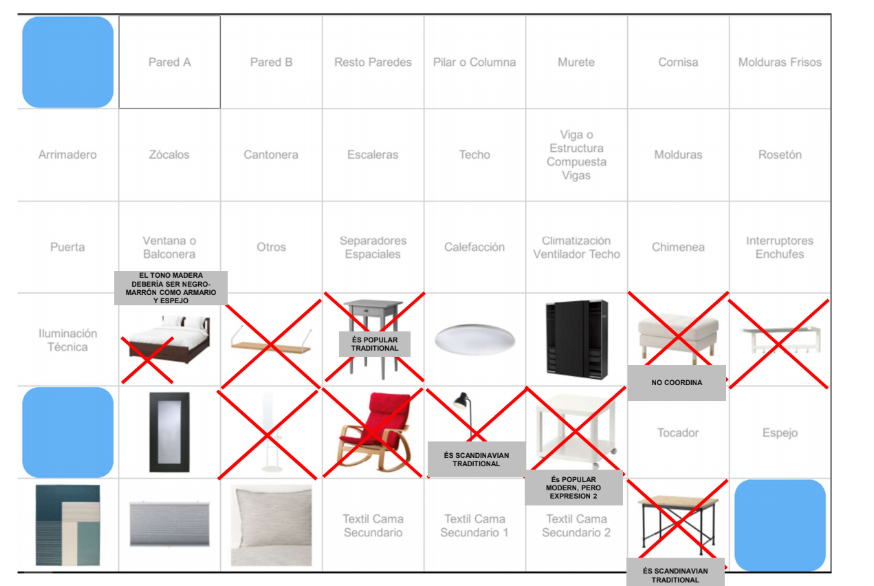 Pared A
Pared B
Resto Paredes
Pilar o Columna
Murete
Cornisa
Molduras Frisos
Arrimadero
Zócalos
Cantonera
Escaleras
Techo
Viga o
Estructura
Compuesta
Vigas
Molduras
Rosetón
Puerta
Ventana o
Balconera
Otros
Separadores
Espaciales
Calefacción
Climatización
Ventilador Techo
Chimenea
Interruptores
Enchufes
Iluminación
Técnica
EL TONO MADERA
DEBERÍA SER NEGRO-
MARRÓN COMO ARMARIO
Y ESPEJO
ÉS POPULAR
TRADITIONAL
NO COORDINA
ÉS SCANDINAVIAN
TRADITIONAL
És POPULAR
MODERN, PERO
EXPRESION 2
Tocador
Espejo
Textil Cama
Secundario
Textil Cama
Secundario 1
Textil Cama
Secundario 2
ÉS SCANDINAVIAN
TRADITIONAL